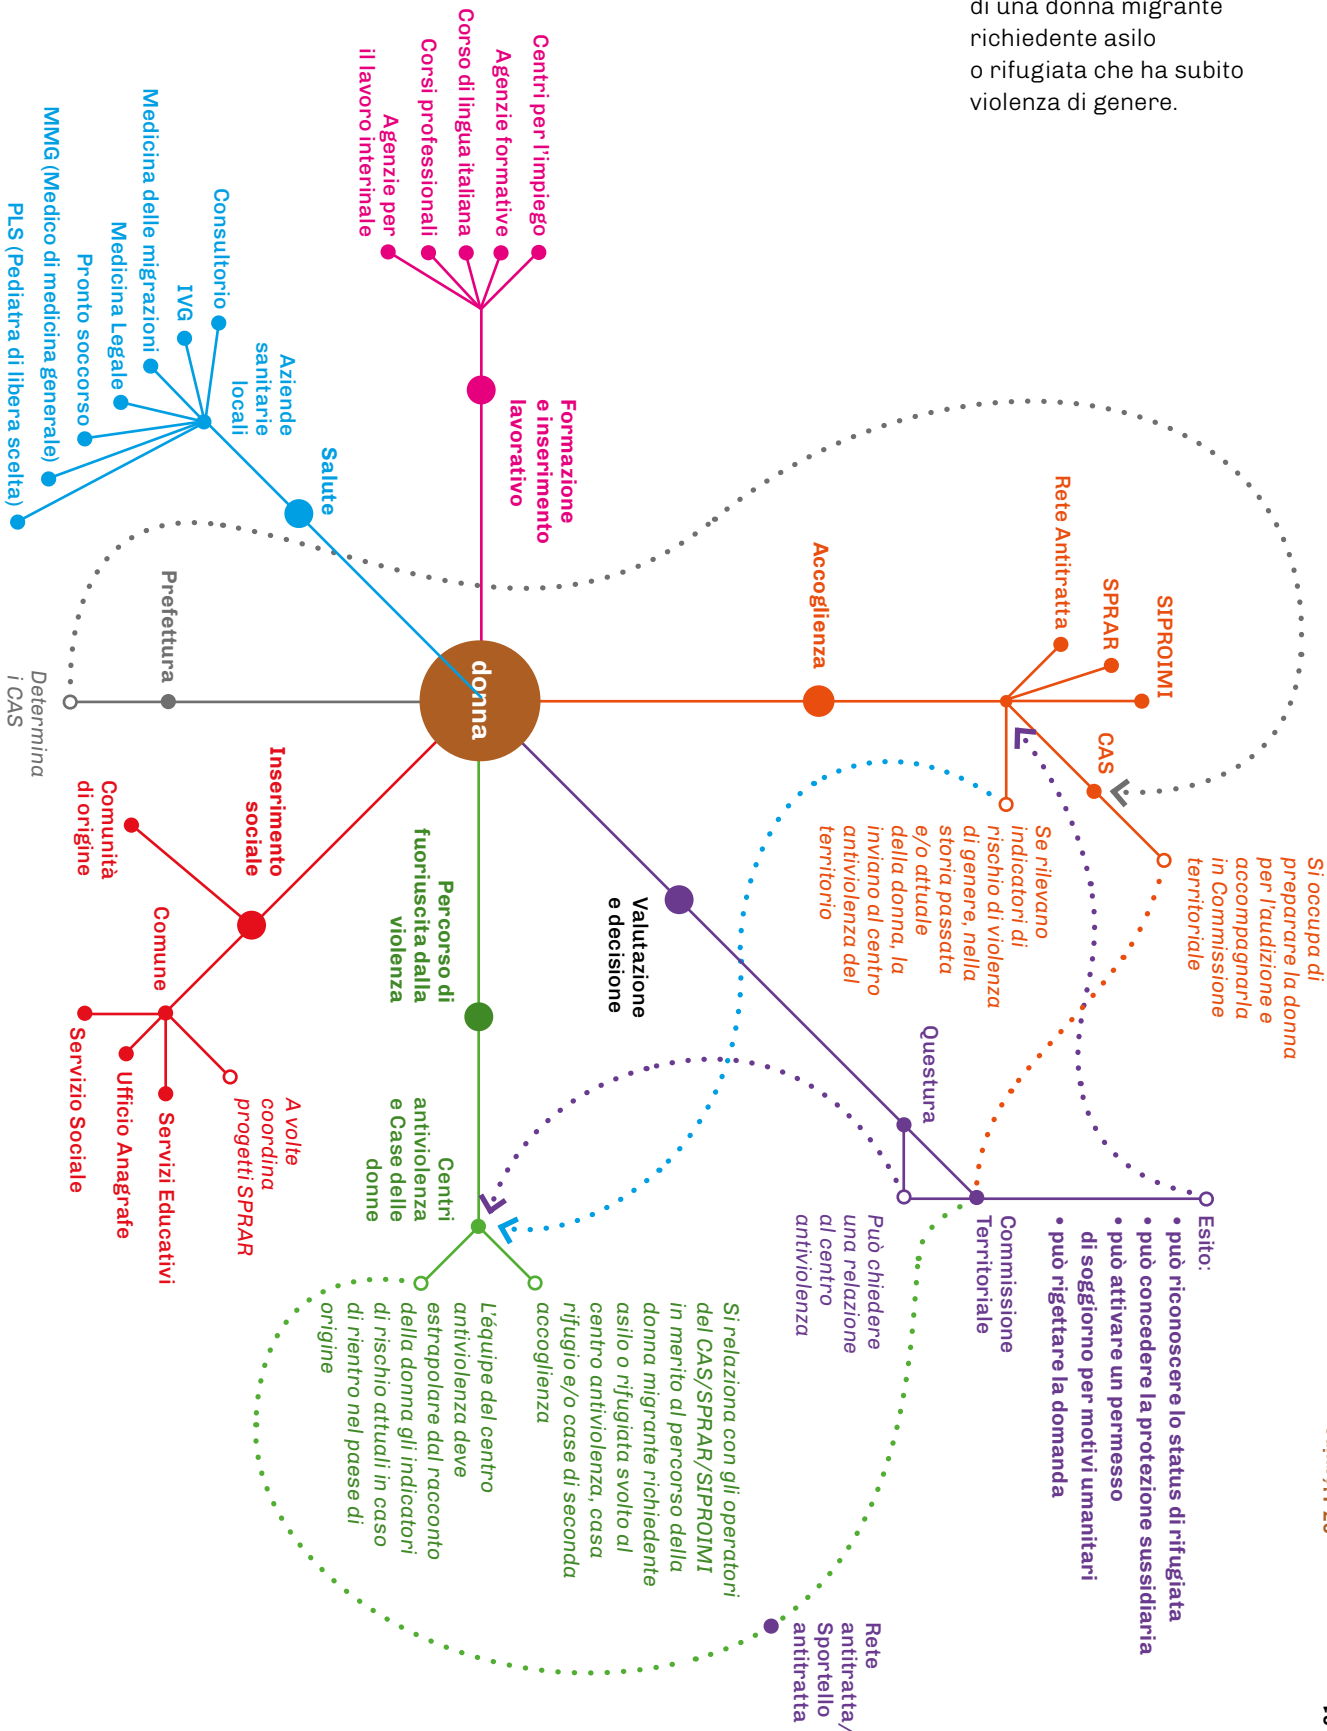 di una donna migrante
richiedente asilo
o rifugiata che ha subito
violenza di genere.
Centri per l'impiego
Agenzie formative
Corso di lingua italiana
Corsi professionali
Agenzie per
il lavoro interinale
Formazione
e inserimento
lavorativo
Consultorio
IVG
Medicina delle migrazioni
Medicina Legale
Pronto soccorso
MMG (Medico di medicina generale)
PLS (Pediatra di libera scelta)
Aziende
sanitarie
locali
Salute
Prefettura
Determina
i CAS
donna
Accoglienza
Rete Antitratta
SPRAR
SIPROIMI
CAS
Si occupa di
preparare la donna
per l'audizione e
accompagnarla
in Commissione
territoriale
Se rilevano
indicatori di
rischio di violenza
di genere, nella
storia passata
e/o attuale
della donna, la
inviano al centro
antiviolenza del
territorio
Valutazione
e decisione
Questura
Può chiedere
una relazione
al centro
antiviolenza
Commissione
Territoriale
Esito:
• può riconoscere lo status di rifugiata
• può concedere la protezione sussidiaria
• può attivare un permesso
di soggiorno per motivi umanitari
• può rigettare la domanda
Rete
antitratta/
Sportello
antitratta
Percorso di
fuoriuscita dalla
violenza
Centri
antiviolenza
e Case delle
donne
Si relaziona con gli operatori
del CAS/SPRAR/SIPROIMI
in merito al percorso della
donna migrante richiedente
asilo o rifugiata svolto al
centro antiviolenza, casa
rifugio e/o case di seconda
accoglienza
L'équipe del centro
antiviolenza deve
estrapolare dal racconto
della donna gli indicatori
di rischio attuali in caso
di rientro nel paese di
origine
Inserimento
sociale
Comunità
di origine
Comune
A volte
coordina
progetti SPRAR
Servizi Educativi
Ufficio Anagrafe
Servizio Sociale